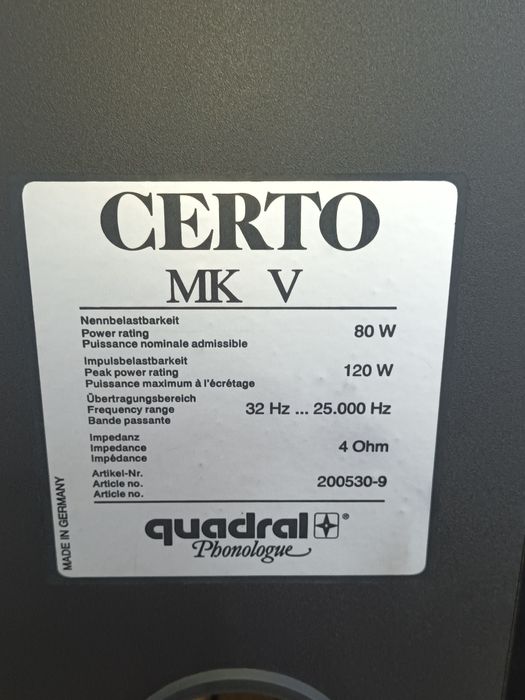 CERTO
MK V
Nennbelastbarkeit
Power rating 80 W
Puissance nominale admissible
Impulsbelastbarkeit
Peak power rating 120 W
Puissance maximum à l'écrétage
Übertragungsbereich
Frequency range 32 Hz ... 25.000 Hz
Bande passante
Impedanz
Impedance 4 Ohm
Impédance
Artikel-Nr.
Article no. 200530-9
Article no.
MADE IN GERMANY
quadral®
Phonologue